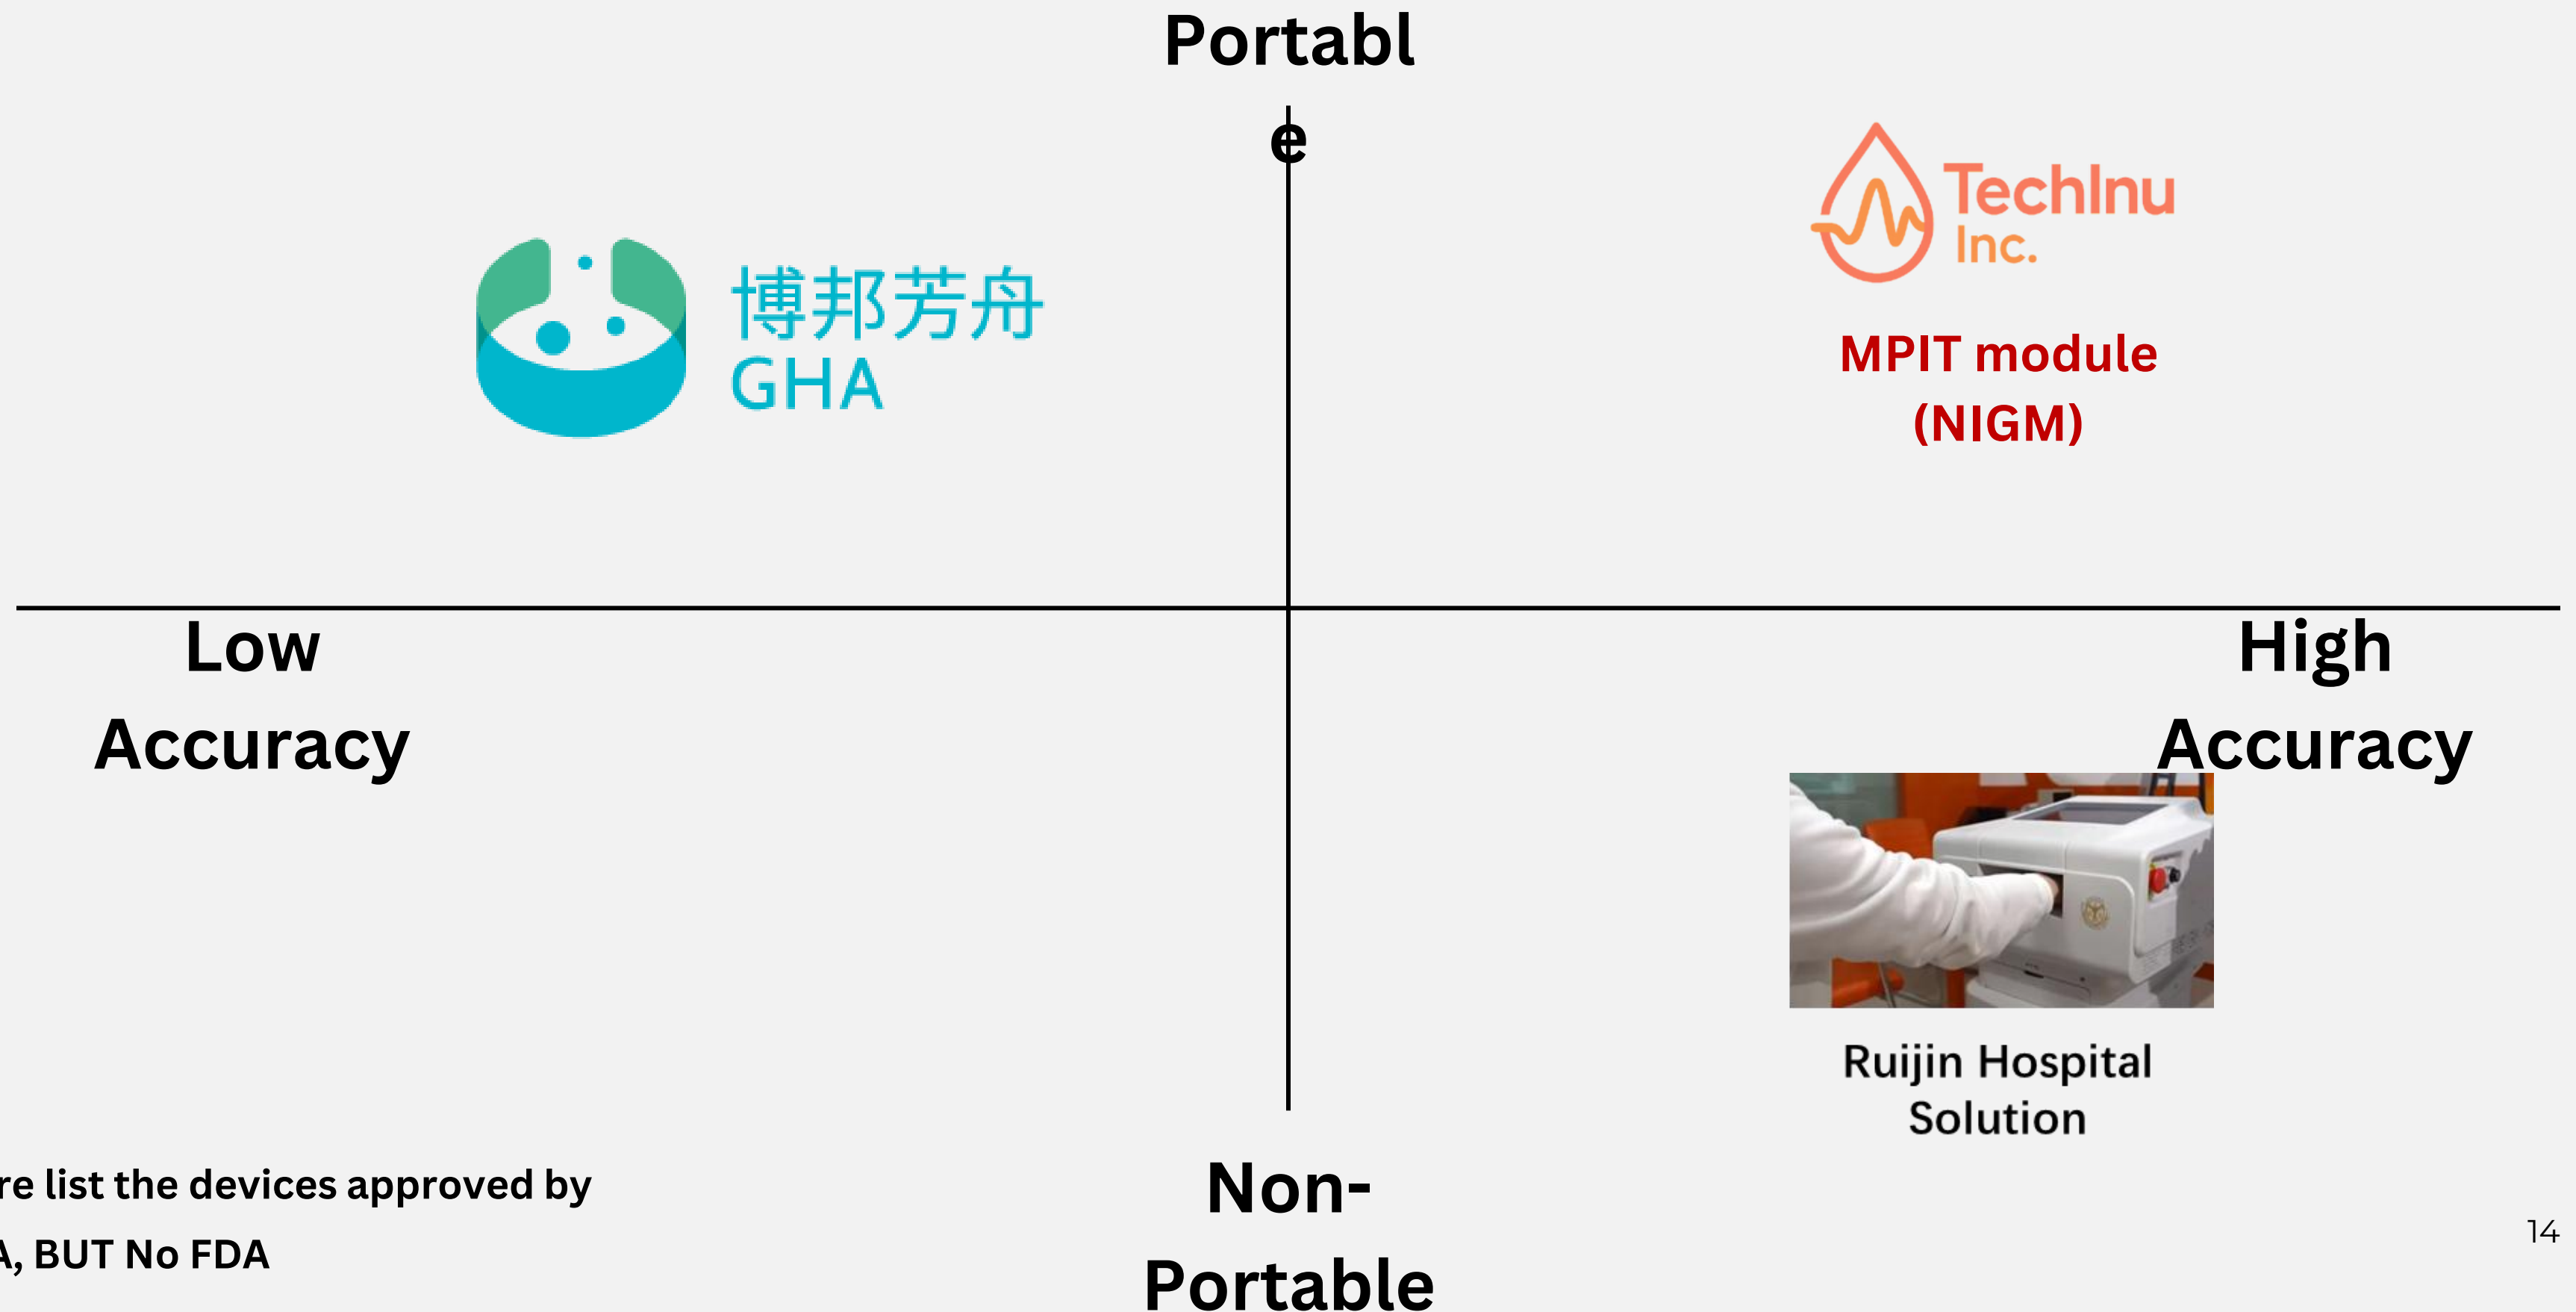 Portabl
e
TechInu
Inc.
MPIT module
(NIGM)
博邦芳舟
GHA
Low
Accuracy
High
Accuracy
Ruijin Hospital
Solution
Non-
Portable
re list the devices approved by
A, BUT No FDA
14